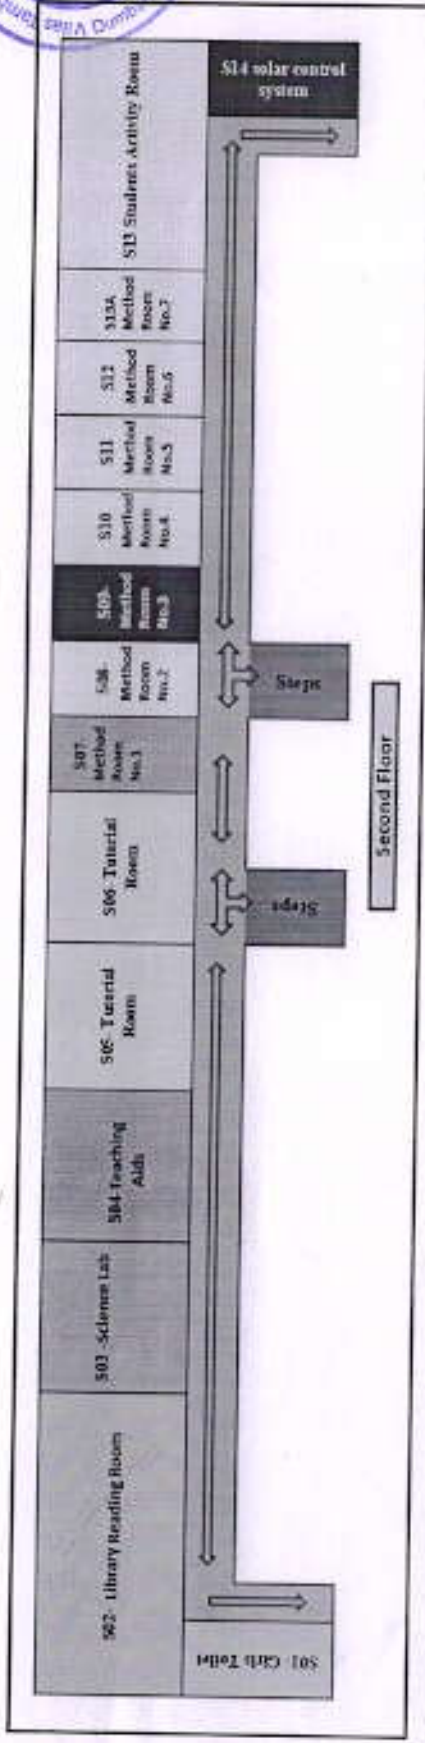 S14 solar control
system
S13 Students Activity Room
S13A
Method
Room
No.7
S12
Method
Room
No.6
S11
Method
Room
No.5
S10
Method
Room
No.4
S09-
Method
Room
No.3
S08-
Method
Room
No.2
S07-
Method
Room
No.1
S06- Tutorial
Room
S05- Tutorial
Room
S04-Teaching
Aids
S03 -Science Lab
S02- Library Reading Room
S01- Girls Toilet
Steps
Steps
Second Floor